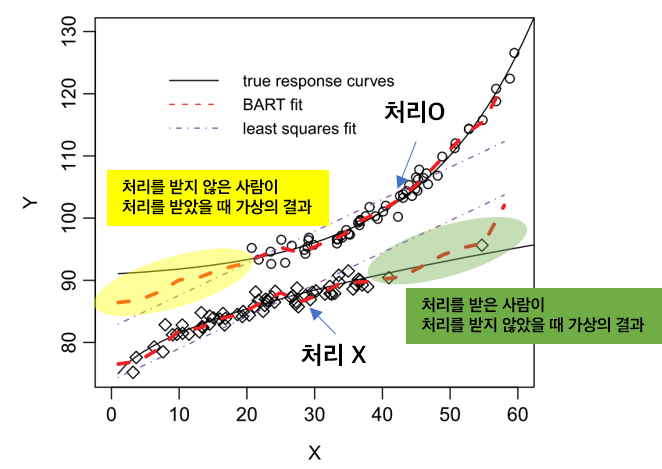 130
120
110
100
90
80
Y
true response curves
BART fit
least squares fit
처리O
처리를 받지 않은 사람이
처리를 받았을 때 가상의 결과
처리를 받은 사람이
처리를 받지 않았을 때 가상의 결과
처리 X
0
10
20
30
40
50
60
X